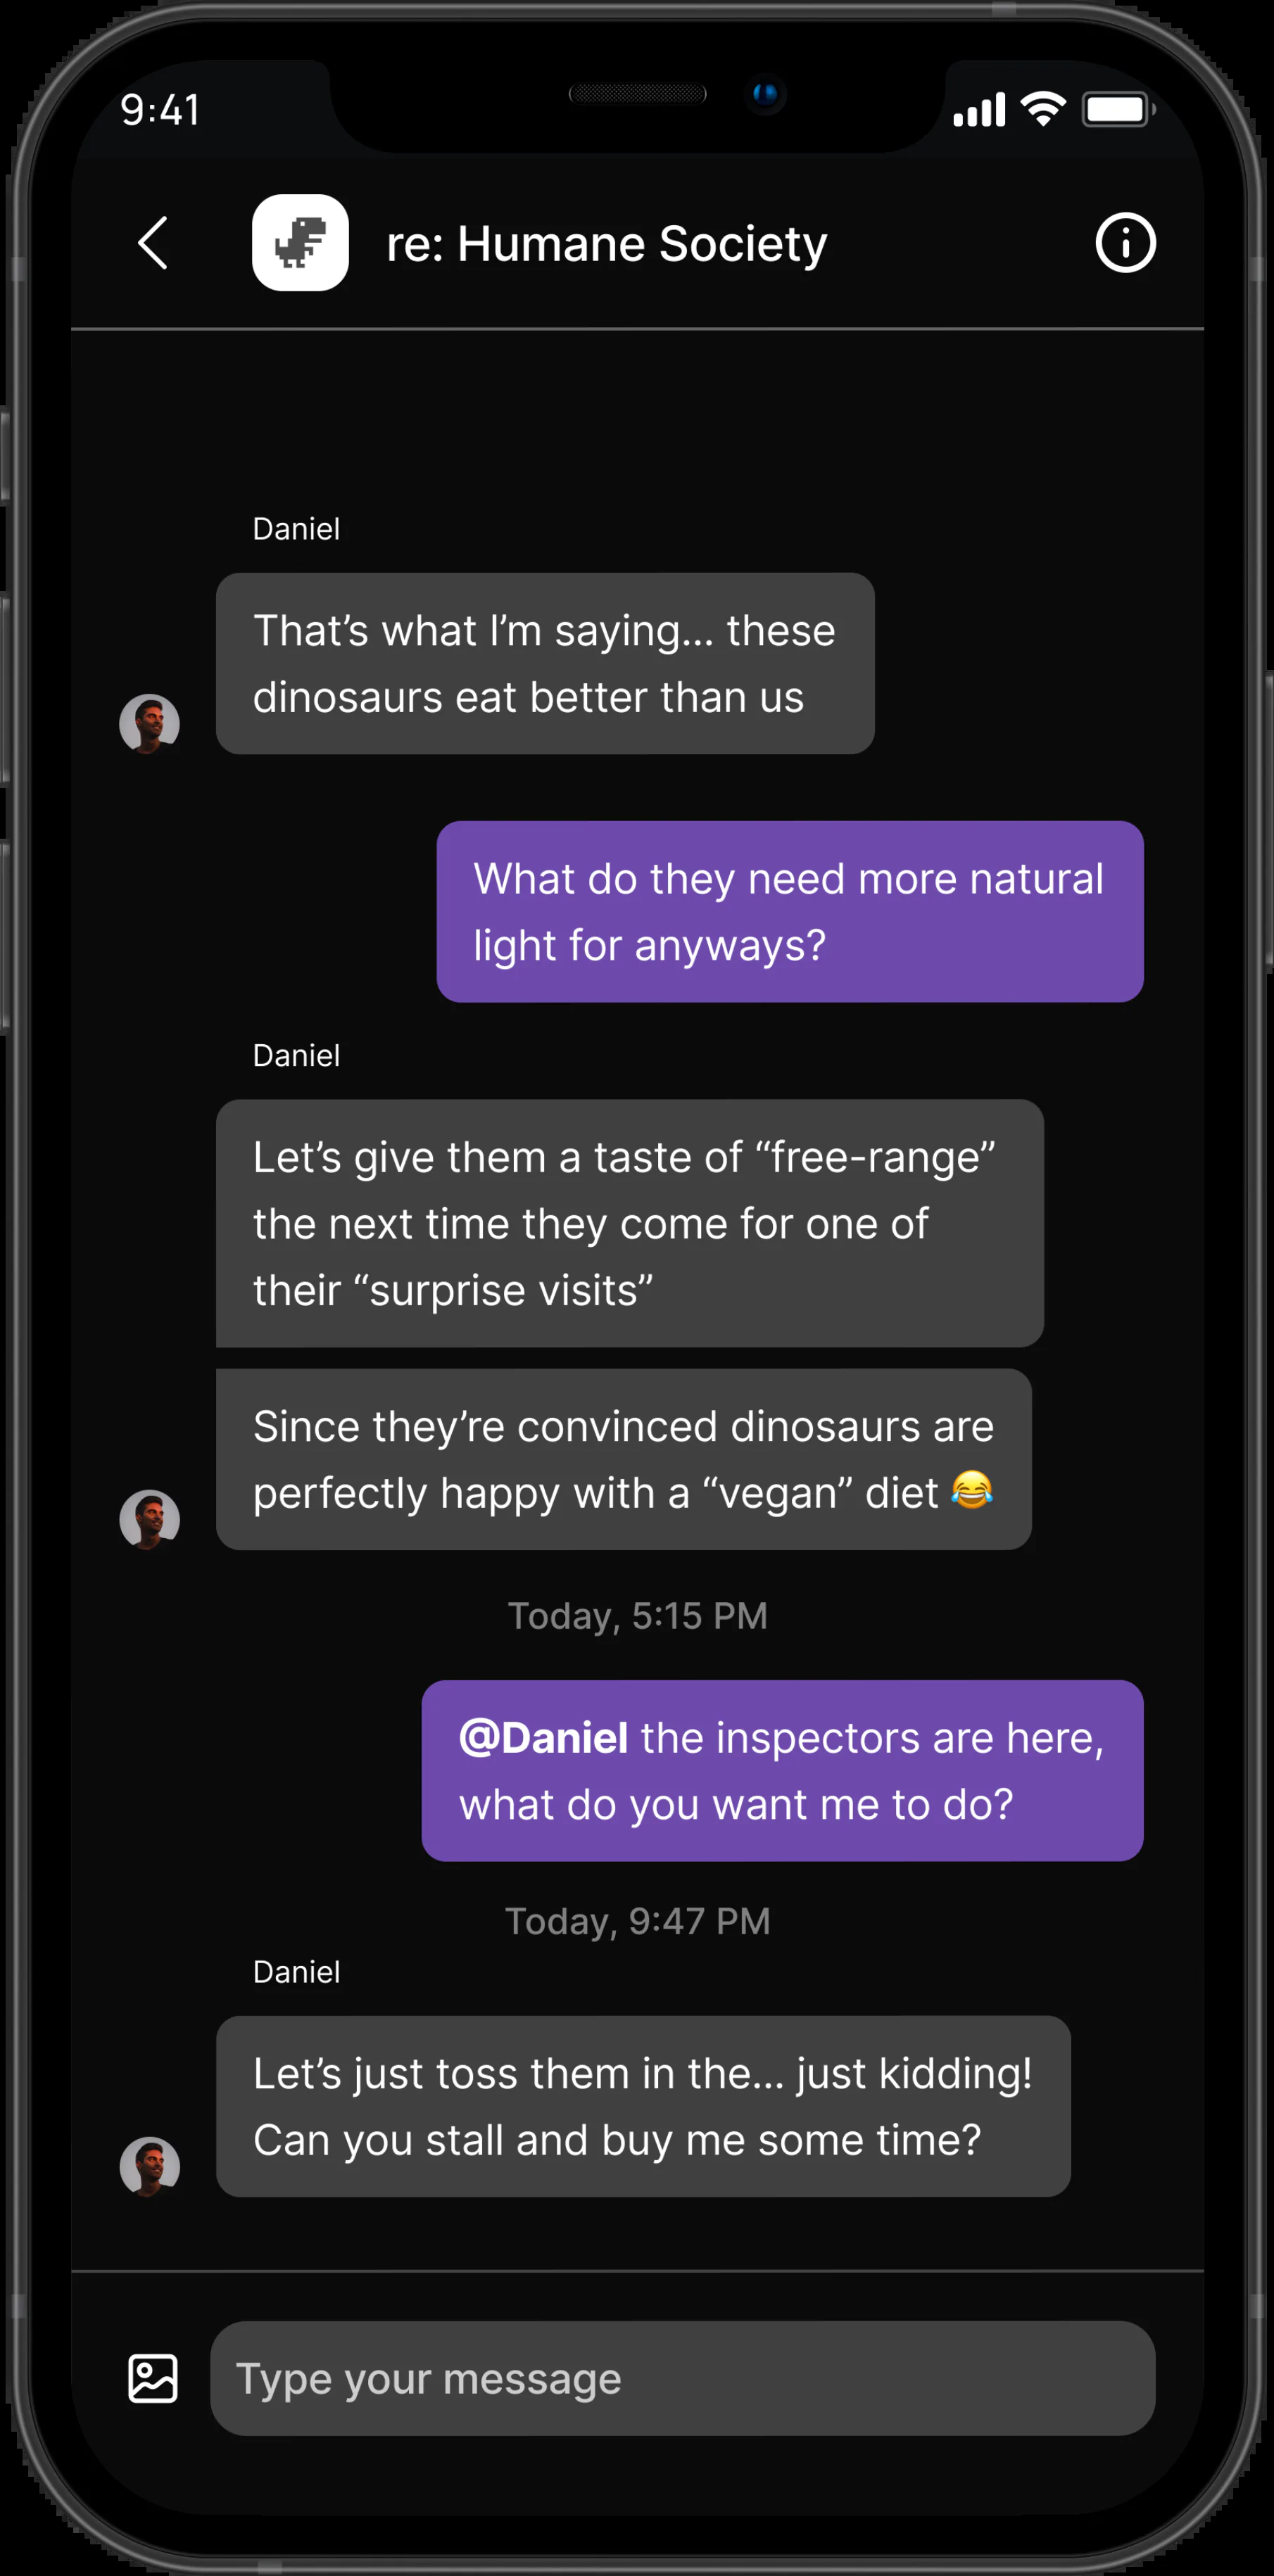 9:41
re: Humane Society
Daniel
That’s what I’m saying... these
dinosaurs eat better than us
What do they need more natural
light for anyways?
Daniel
Let’s give them a taste of “free-range”
the next time they come for one of
their “surprise visits”
Since they’re convinced dinosaurs are
perfectly happy with a “vegan” diet 😂
Today, 5:15 PM
@Daniel the inspectors are here,
what do you want me to do?
Today, 9:47 PM
Daniel
Let’s just toss them in the... just kidding!
Can you stall and buy me some time?
Type your message